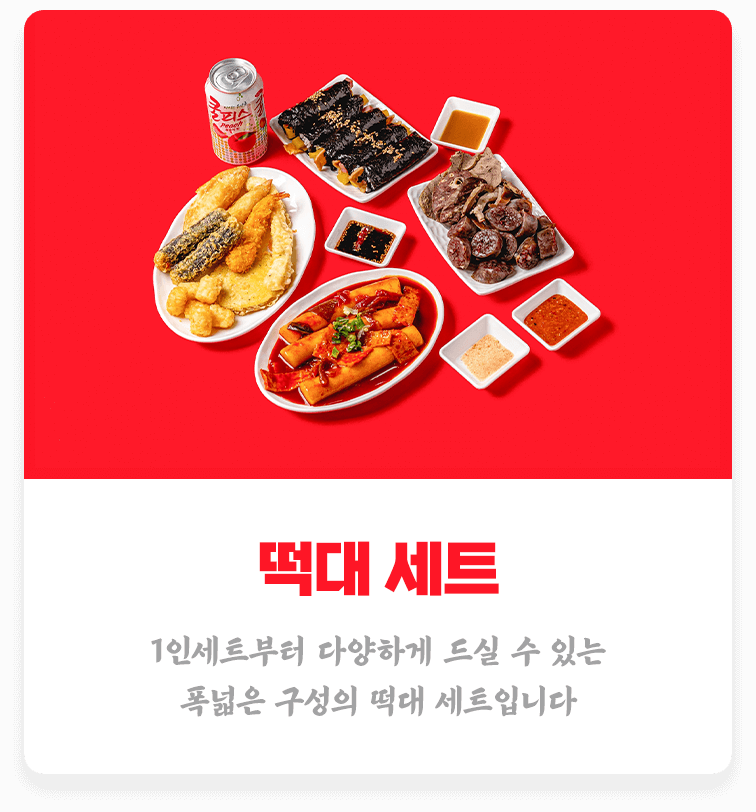 쿨피스
Peach
떡대 세트
1인세트부터 다양하게 드실 수 있는
폭넓은 구성의 떡대 세트입니다